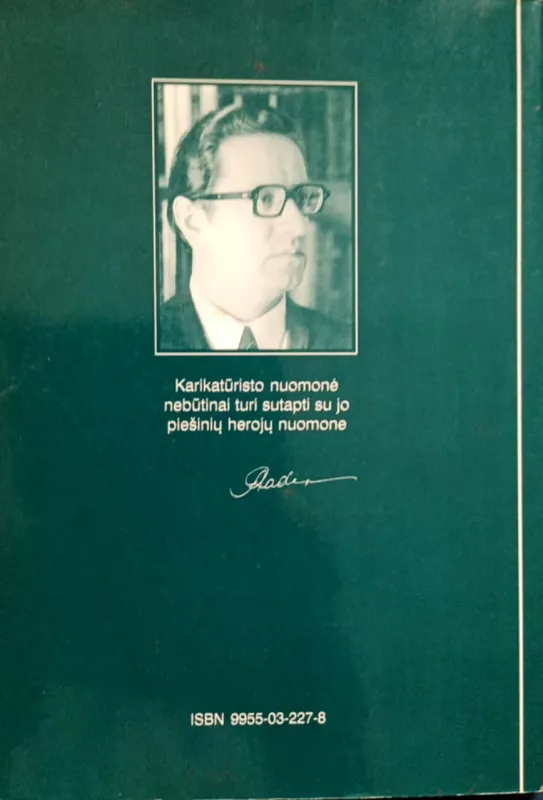 Karikatūristo nuomonė
nebūtinai turi sutapti su jo
piešinių herojų nuomone
ISBN 9955-03-227-8